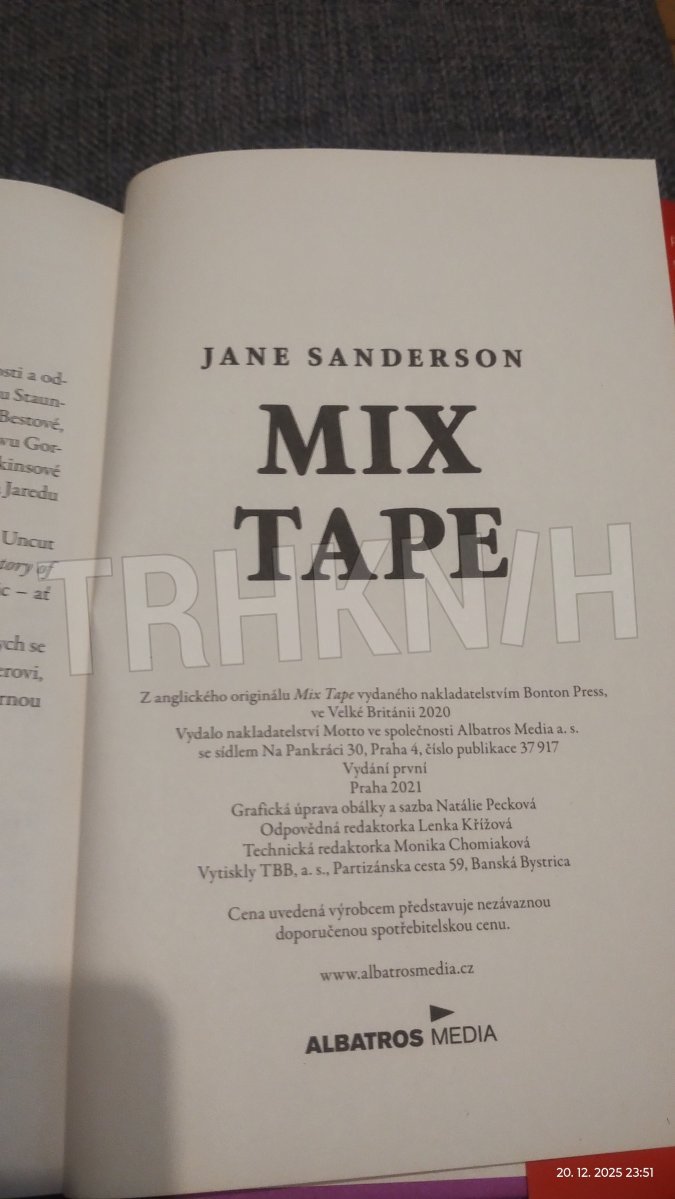 osti a od-
u Staun-
Bestové,
vu Gor-
kinsové
Jaredu
Uncut
tory of
c – ať
ých se
erovi,
rnou
JANE SANDERSON
MIX
TAPE
TRHKN/H
Z anglického originálu Mix Tape vydaného nakladatelstvím Bonton Press,
ve Velké Británii 2020
Vydalo nakladatelství Motto ve společnosti Albatros Media a. s.
se sídlem Na Pankráci 30, Praha 4, číslo publikace 37 917
Vydání první
Praha 2021
Grafická úprava obálky a sazba Natálie Pecková
Odpovědná redaktorka Lenka Křížová
Technická redaktorka Monika Chomiaková
Vytiskly TBB, a. s., Partizánska cesta 59, Banská Bystrica
Cena uvedená výrobcem představuje nezávaznou
doporučenou spotřebitelskou cenu.
www.albatrosmedia.cz
ALBATROS MEDIA
20. 12. 2025 23:51